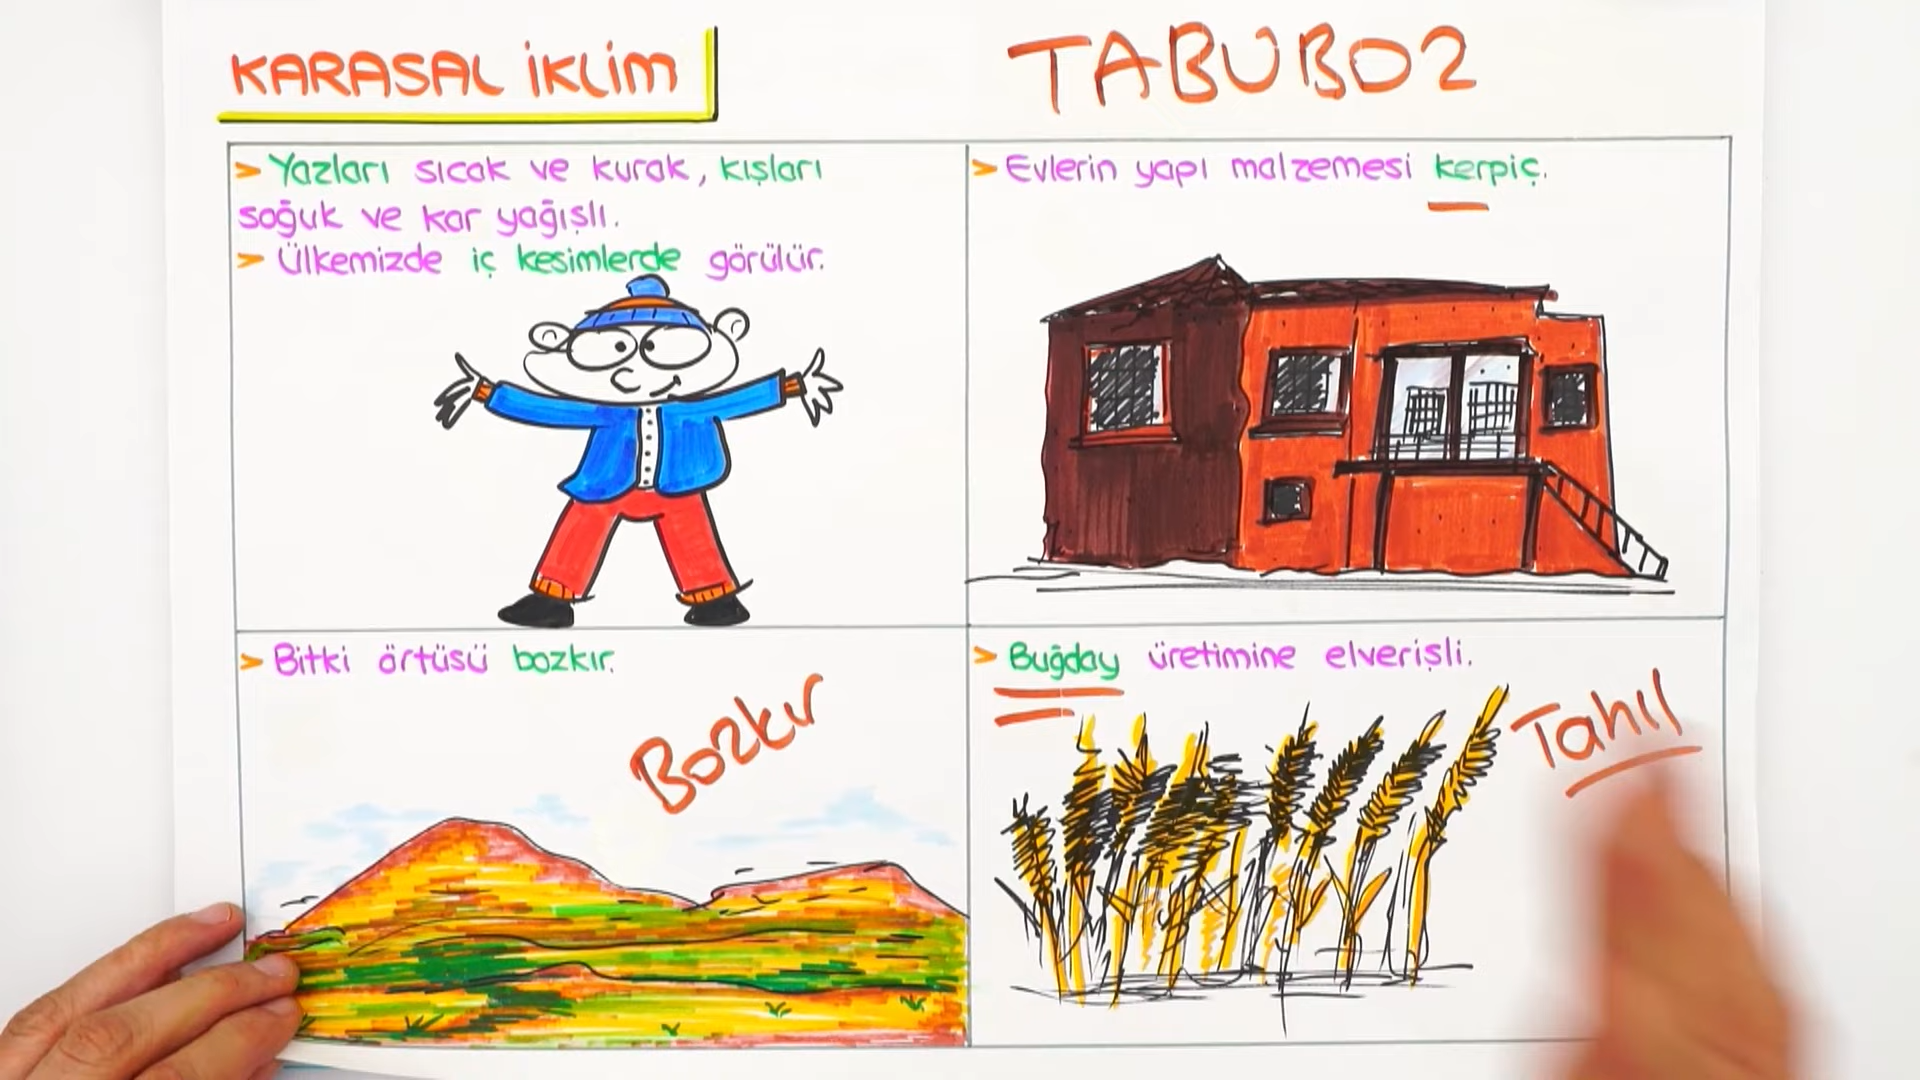 KARASAL İKLİM
TABUBO2
> Yazları sıcak ve kurak, kışları
soğuk ve kar yağışlı.
> Ülkemizde iç kesimlerde görülür.
> Evlerin yapı malzemesi kerpiç.
> Bitki örtüsü bozkır.
Bozkır
> Buğday üretimine elverişli.
Tahıl